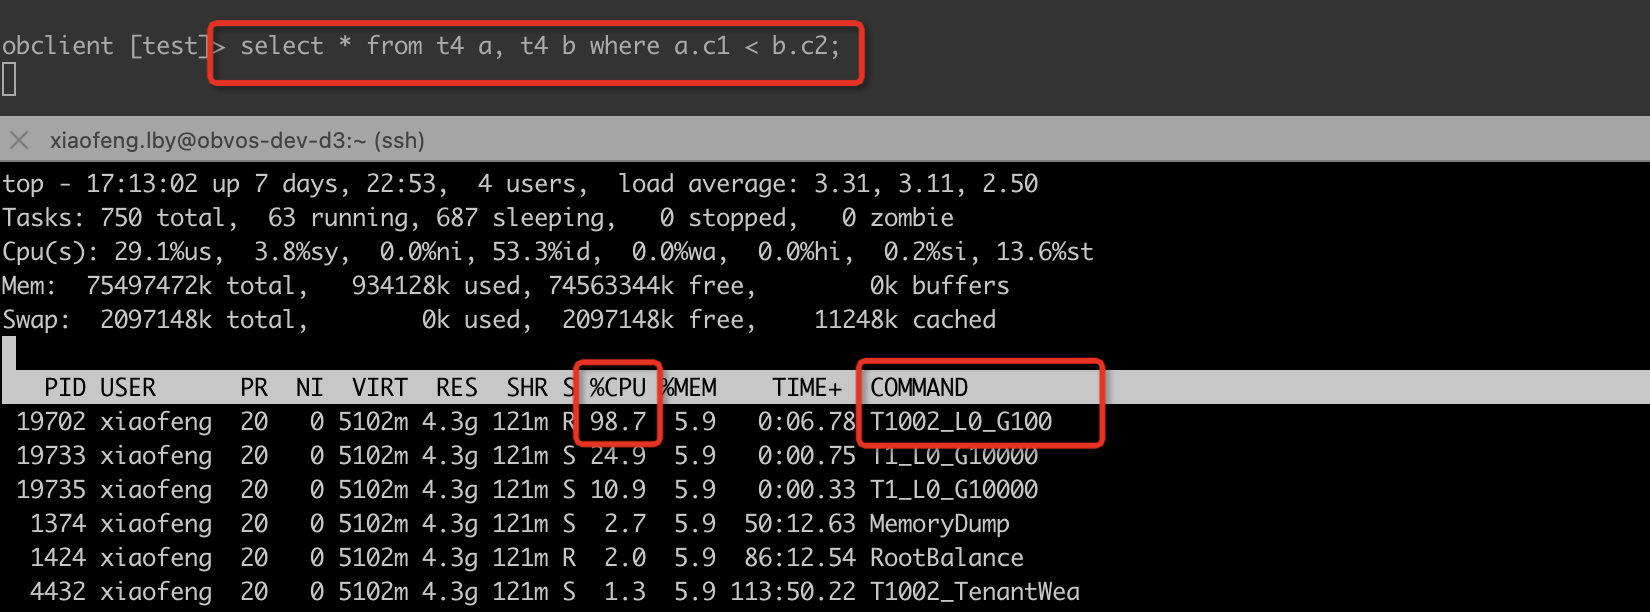 obclient [test]> select * from t4 a, t4 b where a.c1 < b.c2;
xiaofeng.lby@obvos-dev-d3:~ (ssh)
top - 17:13:02 up 7 days, 22:53,  4 users,  load average: 3.31, 3.11, 2.50
Tasks: 750 total,  63 running, 687 sleeping,   0 stopped,   0 zombie
Cpu(s): 29.1%us,  3.8%sy,  0.0%ni, 53.3%id,  0.0%wa,  0.0%hi,  0.2%si, 13.6%st
Mem:  75497472k total,   934128k used, 74563344k free,        0k buffers
Swap:  2097148k total,        0k used,  2097148k free,    11248k cached
PID USER      PR  NI  VIRT  RES  SHR S %CPU %MEM    TIME+  COMMAND
19702 xiaofeng  20   0 5102m 4.3g 121m R 98.7  5.9   0:06.78 T1002_L0_G100
19733 xiaofeng  20   0 5102m 4.3g 121m S 24.9  5.9   0:00.75 T1_L0_G10000
19735 xiaofeng  20   0 5102m 4.3g 121m S 10.9  5.9   0:00.33 T1_L0_G10000
1374 xiaofeng  20   0 5102m 4.3g 121m S  2.7  5.9  50:12.63 MemoryDump
1424 xiaofeng  20   0 5102m 4.3g 121m R  2.0  5.9  86:12.54 RootBalance
4432 xiaofeng  20   0 5102m 4.3g 121m S  1.3  5.9 113:50.22 T1002_TenantWea